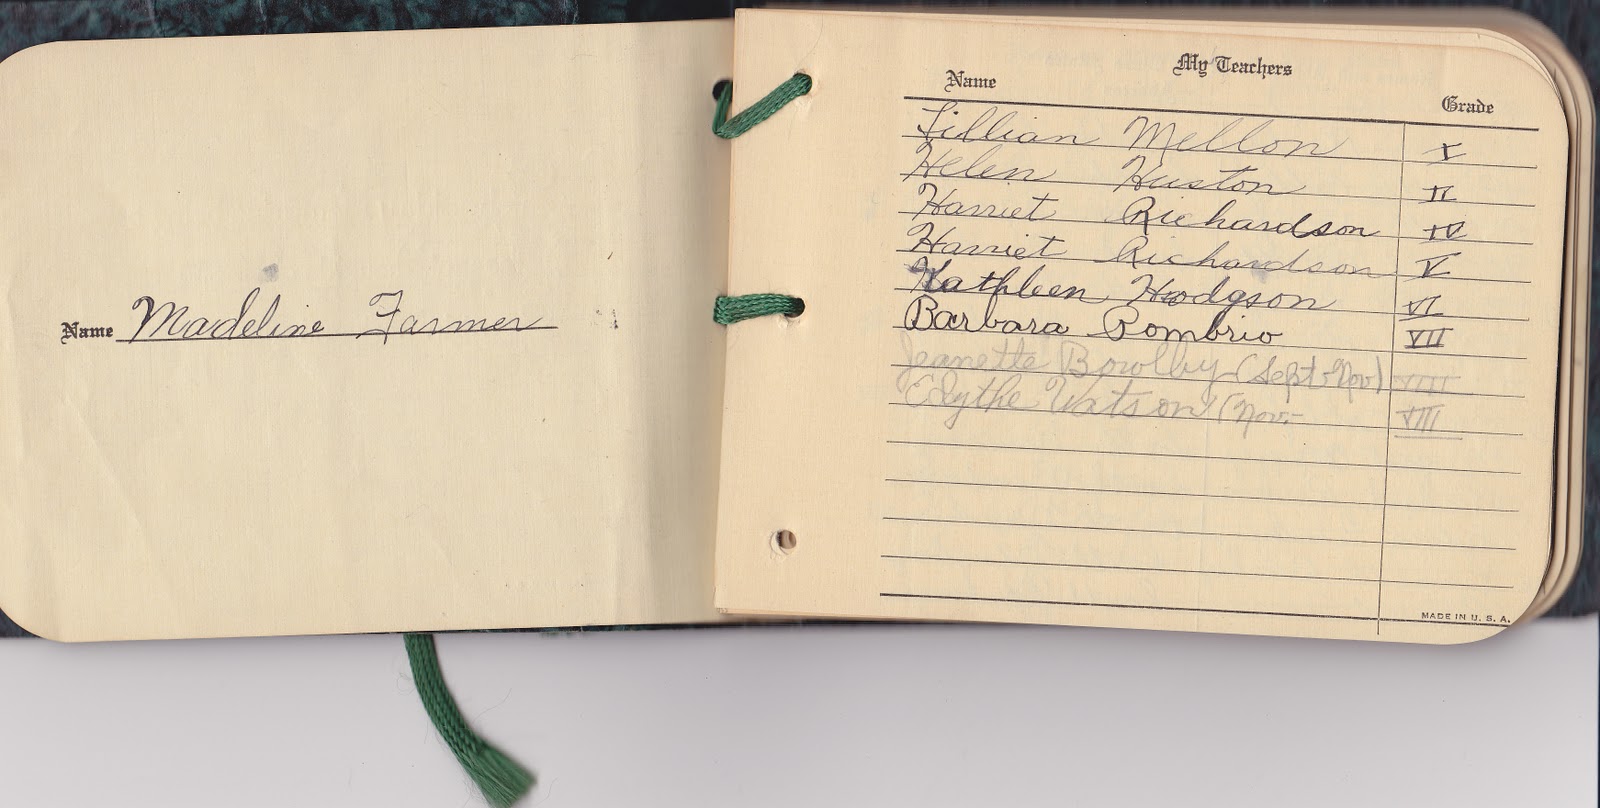 Name Madeline Farmer
My Teachers
Name Grade
Lillian Mellon I
Helen Huston II
Harriet Richardson IV
Harriet Richardson V
Kathleen Hodgson VI
Barbara Pombrio VII
Jeanette Bowlby (Sept-Nov) VIII
Edythe Watson (Nov.- VIII
MADE IN U. S. A.